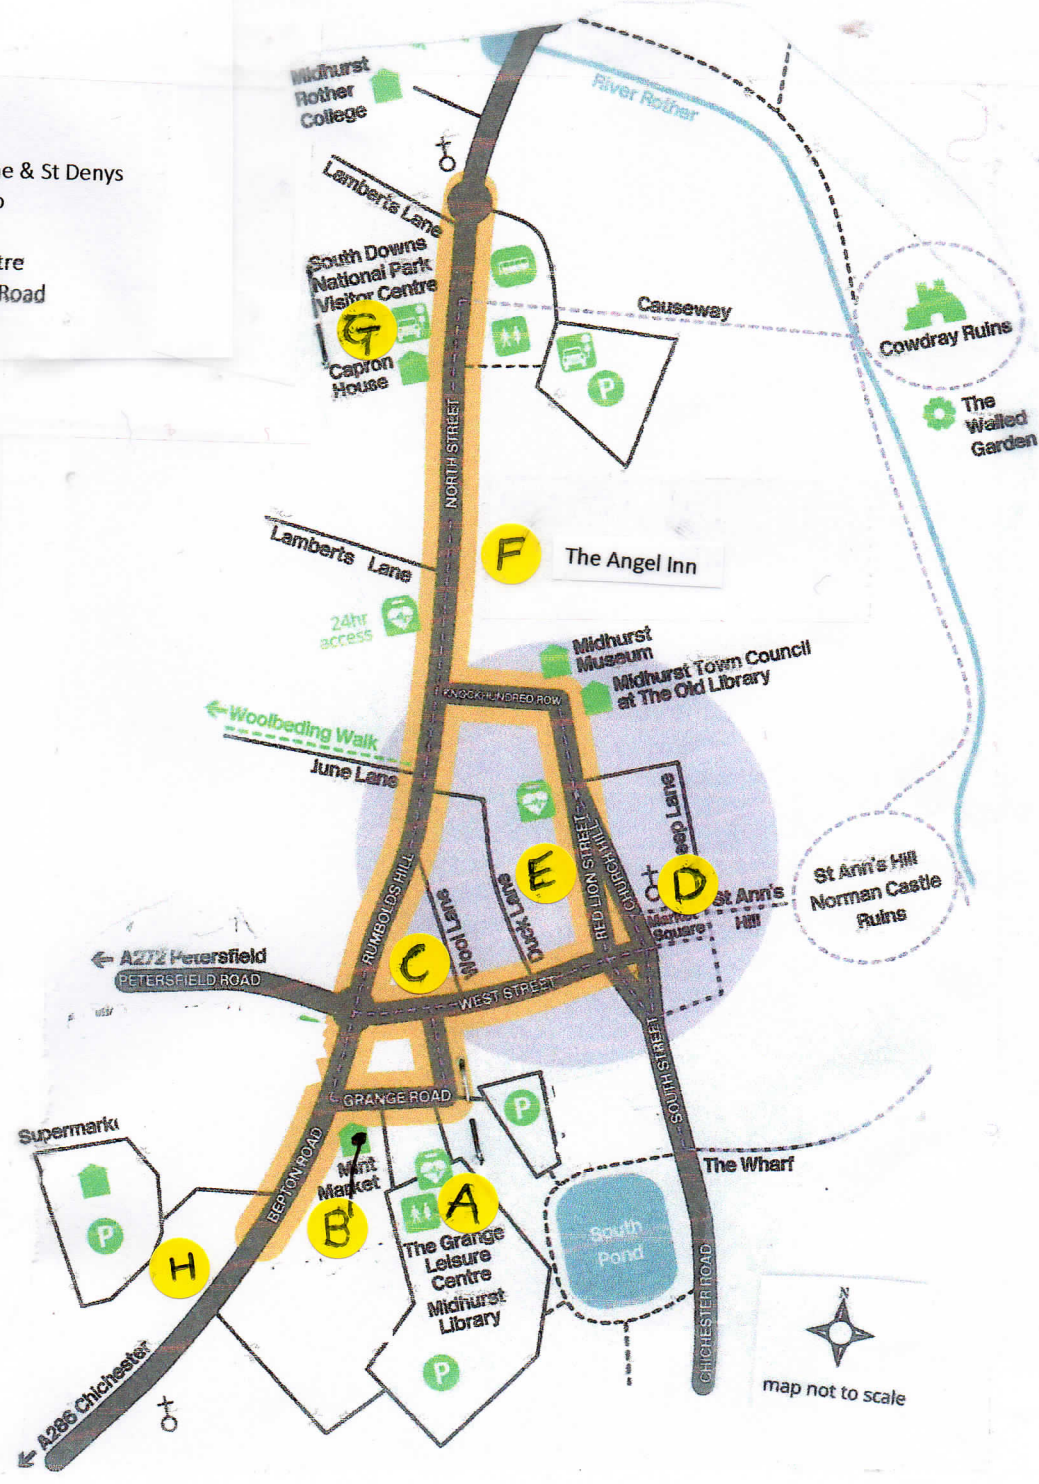 e & St Denys
tre
Road
Midhurst
Rother
College
River Rother
Lamberts Lane
South Downs
National Park
Visitor Centre
G
Capron
House
Causeway
P
Cowdray Ruins
The
Walled
Garden
NORTH STREET
F
The Angel Inn
Lamberts Lane
24hr
access
Midhurst
Museum
Midhurst Town Council
at The Old Library
KNOCKHUNDRED ROW
←Woolbeding Walk
June Lane
RUMBOLDS HILL
Wool Lane
Duck Lane
E
RED LION STREET
CHURCH HILL
eep Lane
D
St Ann's
Hill
Square
St Ann's Hill
Norman Castle
Ruins
C
← A272 Petersfield
PETERSFIELD ROAD
WEST STREET
SOUTH STREET
GRANGE ROAD
P
Supermark
P
BEPTON ROAD
Mint
Market
B
A
The Grange
Leisure
Centre
Midhurst
Library
P
H
The Wharf
South
Pond
CHICHESTER ROAD
← A286 Chichester
N
map not to scale